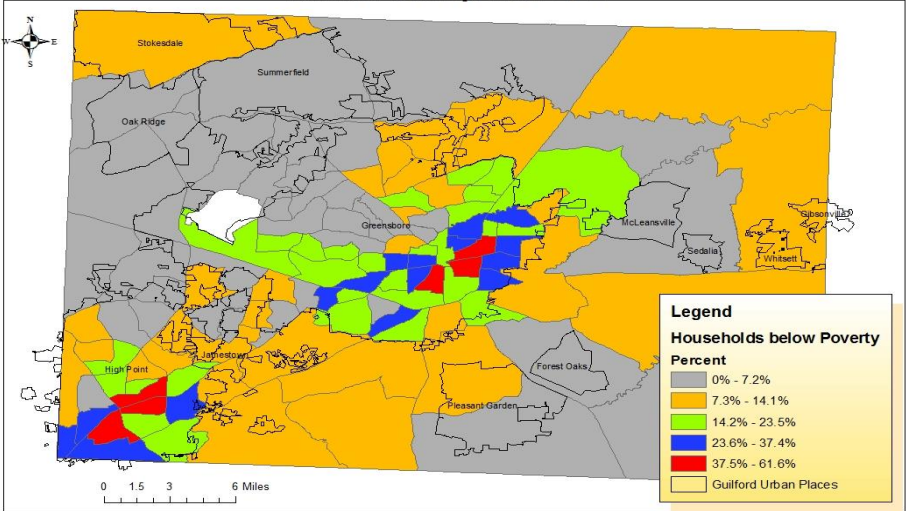 N
W E
S
Stokesdale
Summerfield
Oak Ridge
Greensboro
McLeansville
Gibsonville
Sedalia
Whitsett
Jamestown
High Point
Forest Oaks
Pleasant Garden
Legend
Households below Poverty
Percent
0% - 7.2%
7.3% - 14.1%
14.2% - 23.5%
23.6% - 37.4%
37.5% - 61.6%
Guilford Urban Places
0 1.5 3 6 Miles